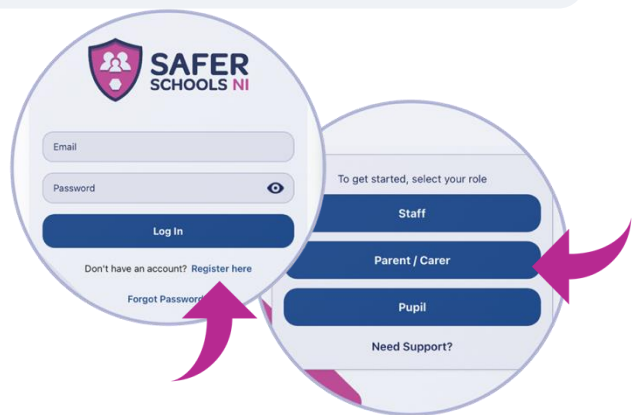 SAFER
SCHOOLS NI
Email
Password
Log In
Don't have an account? Register here
Forgot Password
To get started, select your role
Staff
Parent / Carer
Pupil
Need Support?